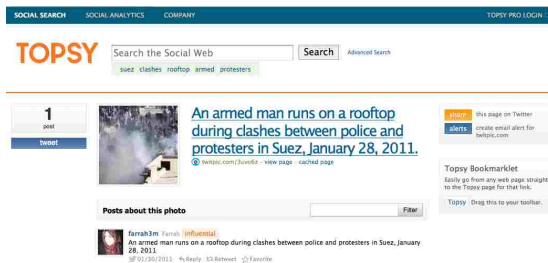 SOCIAL SEARCH SOCIAL ANALYTICS COMPANY TOPSY PRO LOGIN
TOPSY
Search the Social Web Search Advanced Search
suez clashes rooftop armed protesters
1
post
tweet
An armed man runs on a rooftop
during clashes between police and
protesters in Suez, January 28, 2011.
twitpic.com/3uvo6z - view page - cached page
share this page on Twitter
alerts create email alert for
twitpic.com
Topsy Bookmarklet
Easily go from any web page straight
to the Topsy page for that link.
Topsy Drag this to your toolbar.
Posts about this photo Filter
farrah3m Farrah Influential
An armed man runs on a rooftop during clashes between police and protesters in Suez, January
28, 2011
01/30/2011 Reply Retweet Favorite